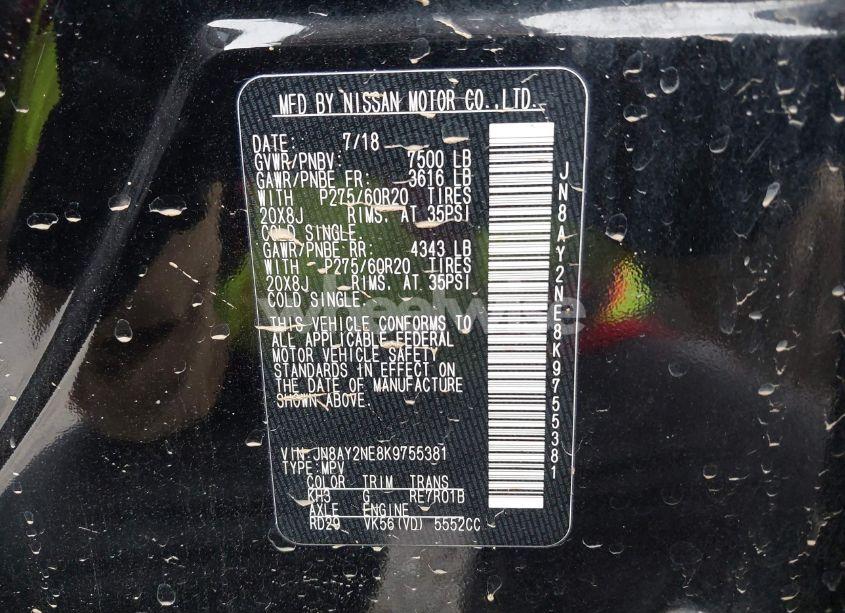 MFD BY NISSAN MOTOR CO.,LTD.
DATE: 7/18
GVWR/PNBV: 7500 LB
GAWR/PNBE FR: 3616 LB
WITH P275/60R20 TIRES
20X8J RIMS. AT 35PSI
COLD SINGLE.
GAWR/PNBE RR: 4343 LB
WITH P275/60R20 TIRES
20X8J RIMS. AT 35PSI
COLD SINGLE.
THIS VEHICLE CONFORMS TO
ALL APPLICABLE FEDERAL
MOTOR VEHICLE SAFETY
STANDARDS IN EFFECT ON
THE DATE OF MANUFACTURE
SHOWN ABOVE.
VIN:JN8AY2NE8K9755381
TYPE:MPV
COLOR TRIM TRANS
KH3 G RE7R01B
AXLE ENGINE
RD29 VK56(VD) 5552CC
JN8AY2NE8K9755381